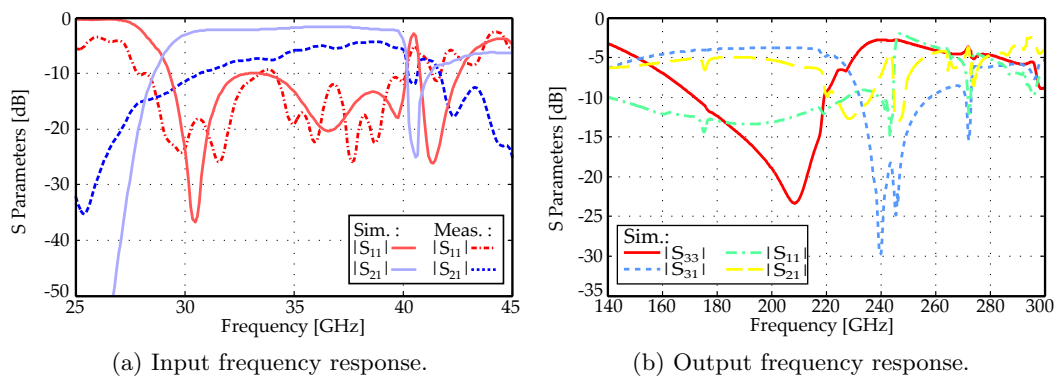 0
-10
-20
-30
-40
-50
S Parameters [dB]
25
30
35
40
45
Frequency [GHz]
Sim. :
Meas. :
|S11|
|S11|
|S21|
|S21|
(a) Input frequency response.
0
-5
-10
-15
-20
-25
-30
-35
S Parameters [dB]
140
160
180
200
220
240
260
280
300
Frequency [GHz]
Sim.:
|S33|
|S11|
|S31|
|S21|
(b) Output frequency response.